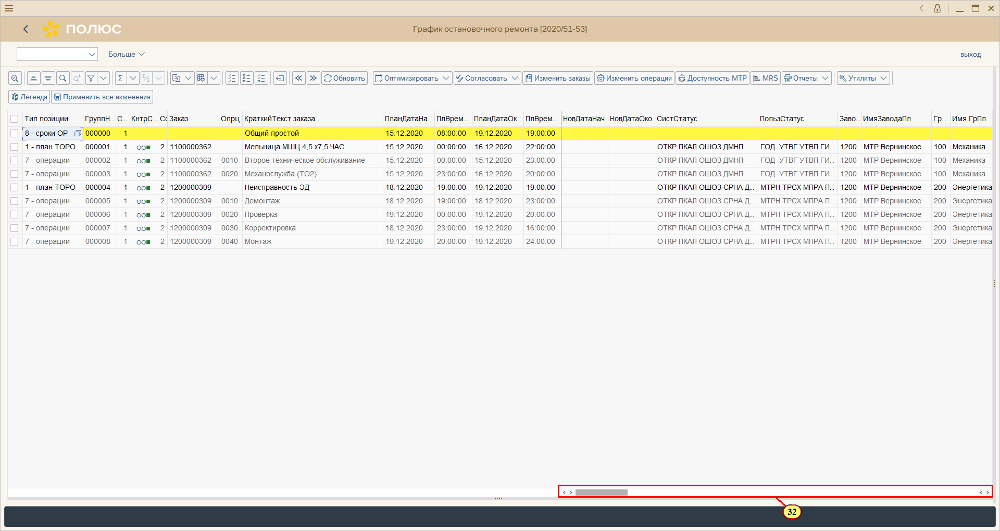 ПОЛЮС
График остановочного ремонта [2020/51-53]
Больше
выход
Обновить Оптимизировать Согласовать Изменить заказы Изменить операции Доступность МТР MRS Отчеты Утилиты
Легенда Применить все изменения
Тип позиции ГруппН... С... КнтрС... Сс Заказ Опрц КраткийТекст заказа ПланДатаНа ПлВрем... ПланДатаОк ПлВрем... НовДатаНач НовДатаОко СистСтатус ПользСтатус Заво... ИмяЗаводаПл Гр... Имя ГрПл
8 - сроки ОР 000000 1 Общий простой 15.12.2020 08:00:00 19.12.2020 19:00:00
1 - план ТОРО 000001 1 2 1100000362 Мельница МШЦ 4,5 х7,5 ЧАС 15.12.2020 00:00:00 16.12.2020 22:00:00 ОТКР ПКАЛ ОШОЗ ДМНП ГОД УТВГ УТВП ГИ... 1200 МТР Вернинское 100 Механика
7 - операции 000002 1 2 1100000362 0010 Второе техническое обслуживание 15.12.2020 00:00:00 15.12.2020 23:00:00 ОТКР ПКАЛ ОШОЗ ДМНП ГОД УТВГ УТВП ГИ... 1200 МТР Вернинское 100 Механика
7 - операции 000003 1 2 1100000362 0020 Механослужба (ТО2) 15.12.2020 23:00:00 16.12.2020 20:00:00 ОТКР ПКАЛ ОШОЗ ДМНП ГОД УТВГ УТВП ГИ... 1200 МТР Вернинское 100 Механика
1 - план ТОРО 000004 1 2 1200000309 Неисправность ЭД 18.12.2020 19:00:00 19.12.2020 19:00:00 ОТКР ПКАЛ ОШОЗ СРНА Д... МТРН ТРСХ МПРА П... 1200 МТР Вернинское 200 Энергетика
7 - операции 000005 1 2 1200000309 0010 Демонтаж 18.12.2020 19:00:00 18.12.2020 23:00:00 ОТКР ПКАЛ ОШОЗ СРНА Д... МТРН ТРСХ МПРА П... 1200 МТР Вернинское 200 Энергетика
7 - операции 000006 1 2 1200000309 0020 Проверка 19.12.2020 00:00:00 19.12.2020 20:00:00 ОТКР ПКАЛ ОШОЗ СРНА Д... МТРН ТРСХ МПРА П... 1200 МТР Вернинское 200 Энергетика
7 - операции 000007 1 2 1200000309 0030 Корректировка 18.12.2020 23:00:00 19.12.2020 16:00:00 ОТКР ПКАЛ ОШОЗ СРНА Д... МТРН ТРСХ МПРА П... 1200 МТР Вернинское 200 Энергетика
7 - операции 000008 1 2 1200000309 0040 Монтаж 19.12.2020 20:00:00 19.12.2020 24:00:00 ОТКР ПКАЛ ОШОЗ СРНА Д... МТРН ТРСХ МПРА П... 1200 МТР Вернинское 200 Энергетика
32